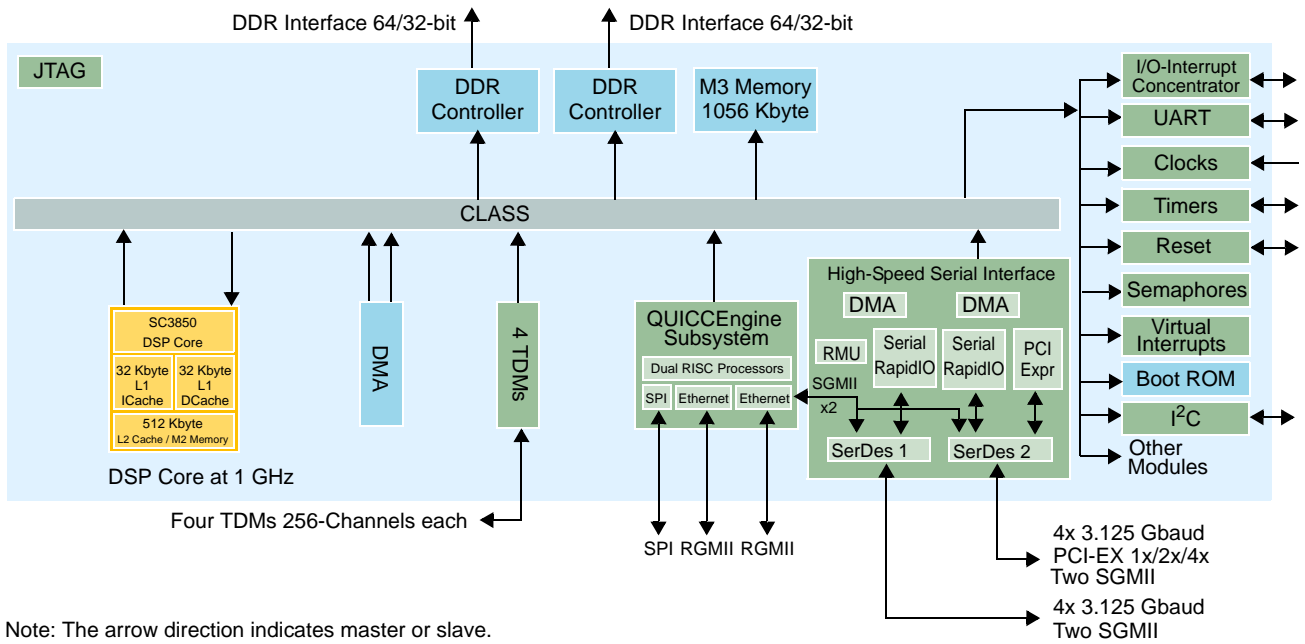 DDR Interface 64/32-bit
DDR Interface 64/32-bit
JTAG
DDR
Controller
DDR
Controller
M3 Memory
1056 Kbyte
I/O-Interrupt
Concentrator
UART
Clocks
Timers
Reset
Semaphores
Virtual
Interrupts
Boot ROM
I²C
Other
Modules
CLASS
SC3850
DSP Core
32 Kbyte
L1
ICache
32 Kbyte
L1
DCache
512 Kbyte
L2 Cache / M2 Memory
DSP Core at 1 GHz
DMA
4 TDMs
Four TDMs 256-Channels each
QUICCEngine
Subsystem
Dual RISC Processors
SPI
Ethernet
Ethernet
SPI
RGMII
RGMII
High-Speed Serial Interface
DMA
DMA
RMU
Serial
RapidIO
Serial
RapidIO
PCI
Expr
SGMII
x2
SerDes 1
SerDes 2
4x 3.125 Gbaud
PCI-EX 1x/2x/4x
Two SGMII
4x 3.125 Gbaud
Two SGMII
Note: The arrow direction indicates master or slave.